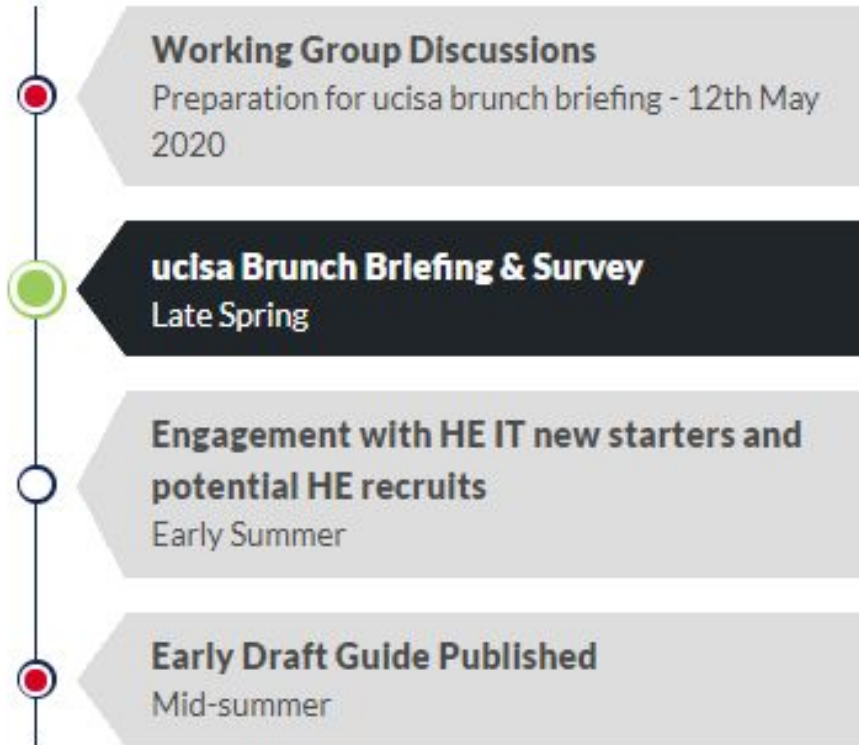 Working Group Discussions
Preparation for ucisa brunch briefing - 12th May
2020
ucisa Brunch Briefing & Survey
Late Spring
Engagement with HE IT new starters and
potential HE recruits
Early Summer
Early Draft Guide Published
Mid-summer